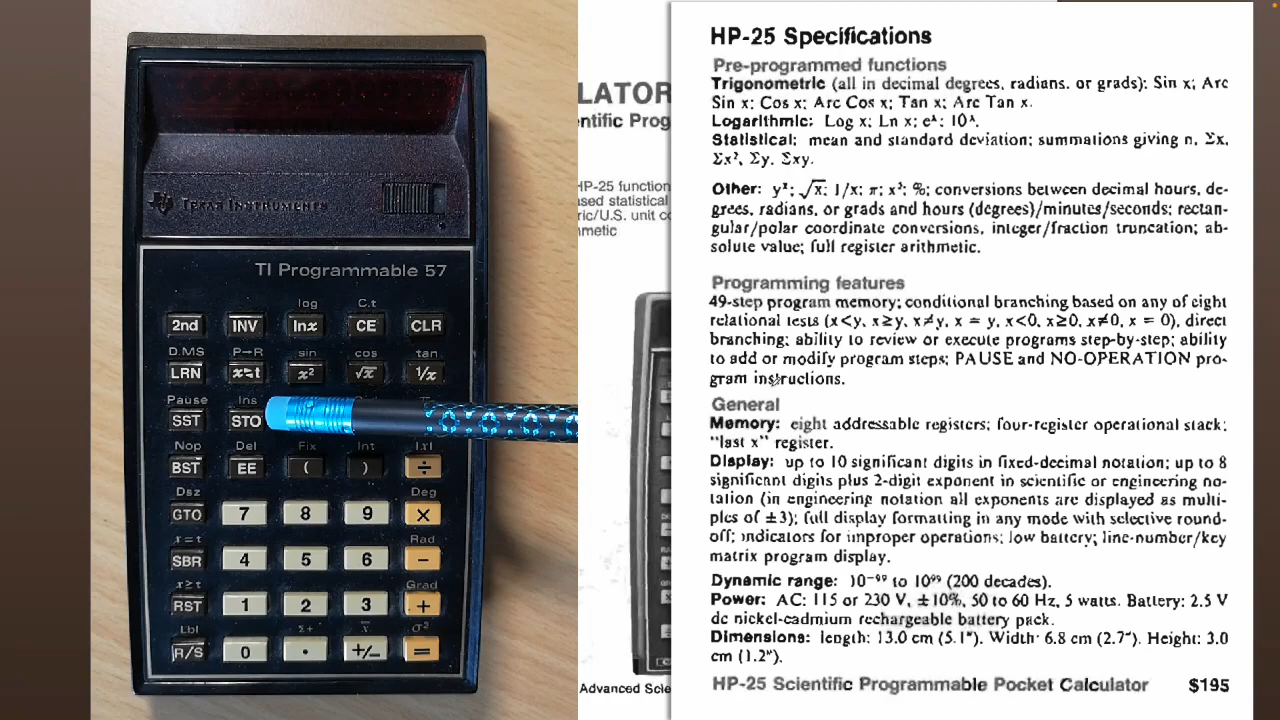 TEXAS INSTRUMENTS
TI Programmable 57
log C.t
2nd INV lnx CE CLR
D.MS P→R sin cos tan
LRN x⇄t x² √x 1/x
Pause Ins
SST STO
Nop Del Fix Int |x|
BST EE ( ) ÷
Dsz Deg
GTO 7 8 9 ×
x=t Rad
SBR 4 5 6 −
x≥t Grad
RST 1 2 3 +
Lbl Σ+ x̄ σ²
R/S 0 . +/− =
LATOR
ntific Prog
HP-25 function
ased statistical
ric/U.S. unit co
metic
Advanced Scie
HP-25 Specifications
Pre-programmed functions
Trigonometric (all in decimal degrees, radians, or grads): Sin x; Arc
Sin x; Cos x; Arc Cos x; Tan x; Arc Tan x.
Logarithmic: Log x; Ln x; eˣ; 10ˣ.
Statistical: mean and standard deviation; summations giving n, Σx,
Σx², Σy, Σxy.
Other: yˣ; √x; 1/x; π; x²; %; conversions between decimal hours, de-
grees, radians, or grads and hours (degrees)/minutes/seconds; rectan-
gular/polar coordinate conversions, integer/fraction truncation; ab-
solute value; full register arithmetic.
Programming features
49-step program memory; conditional branching based on any of eight
relational tests (x<y, x≥y, x≠y, x = y, x<0, x≥0, x≠0, x = 0), direct
branching; ability to review or execute programs step-by-step; ability
to add or modify program steps; PAUSE and NO-OPERATION pro-
gram instructions.
General
Memory: eight addressable registers; four-register operational stack;
"last x" register.
Display: up to 10 significant digits in fixed-decimal notation; up to 8
significant digits plus 2-digit exponent in scientific or engineering no-
tation (in engineering notation all exponents are displayed as multi-
ples of ±3); full display formatting in any mode with selective round-
off; indicators for improper operations; low battery; line-number/key
matrix program display.
Dynamic range: 10⁻⁹⁹ to 10⁹⁹ (200 decades).
Power: AC: 115 or 230 V, ±10%, 50 to 60 Hz, 5 watts. Battery: 2.5 V
dc nickel-cadmium rechargeable battery pack.
Dimensions: length: 13.0 cm (5.1"). Width: 6.8 cm (2.7"). Height: 3.0
cm (1.2").
HP-25 Scientific Programmable Pocket Calculator $195